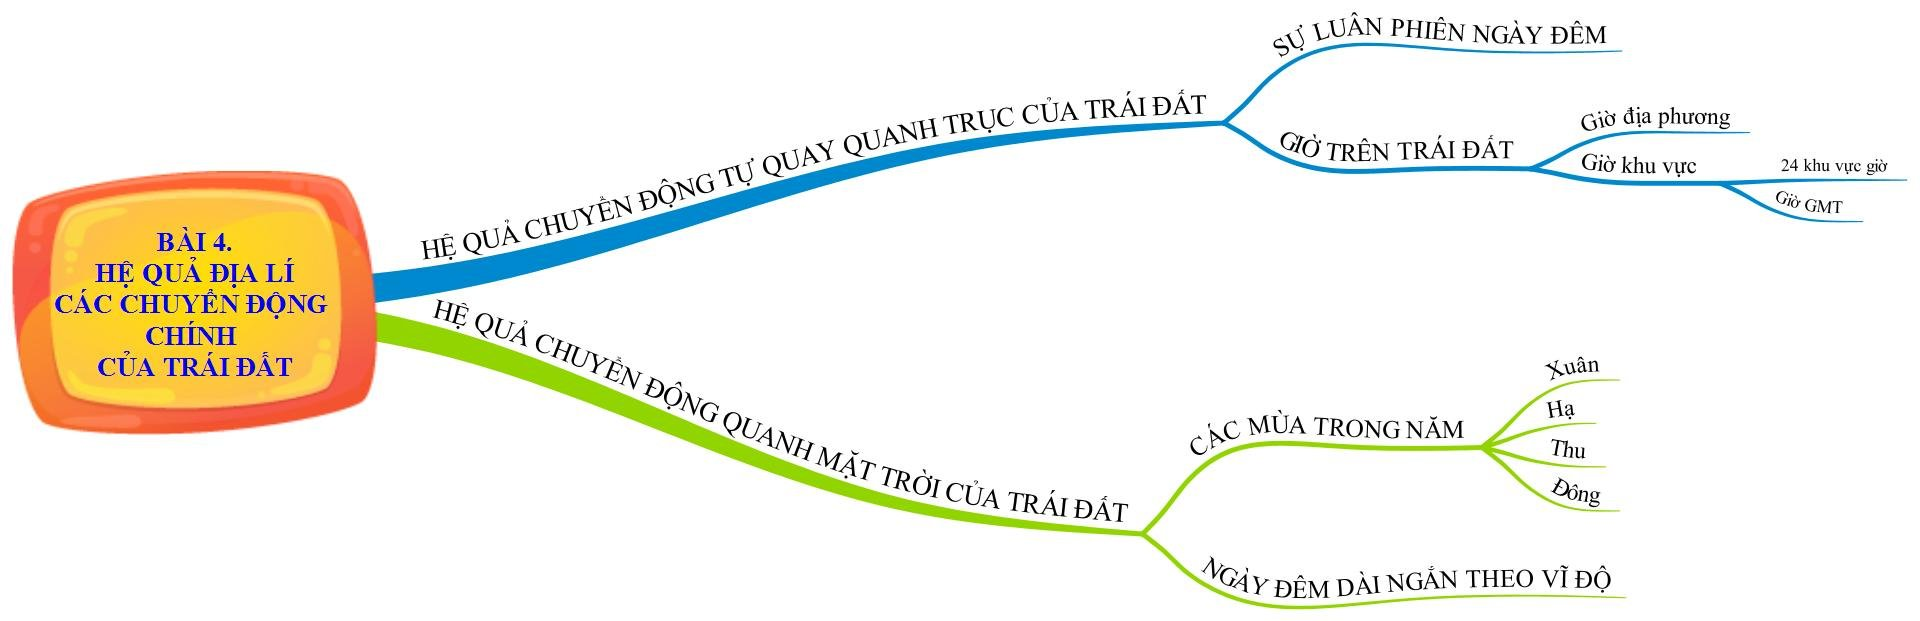 BÀI 4.
HỆ QUẢ ĐỊA LÍ
CÁC CHUYỂN ĐỘNG
CHÍNH
CỦA TRÁI ĐẤT
HỆ QUẢ CHUYỂN ĐỘNG TỰ QUAY QUANH TRỤC CỦA TRÁI ĐẤT
SỰ LUÂN PHIÊN NGÀY ĐÊM
GIỜ TRÊN TRÁI ĐẤT
Giờ địa phương
Giờ khu vực
24 khu vực giờ
Giờ GMT
HỆ QUẢ CHUYỂN ĐỘNG QUANH MẶT TRỜI CỦA TRÁI ĐẤT
CÁC MÙA TRONG NĂM
Xuân
Hạ
Thu
Đông
NGÀY ĐÊM DÀI NGẮN THEO VĨ ĐỘ